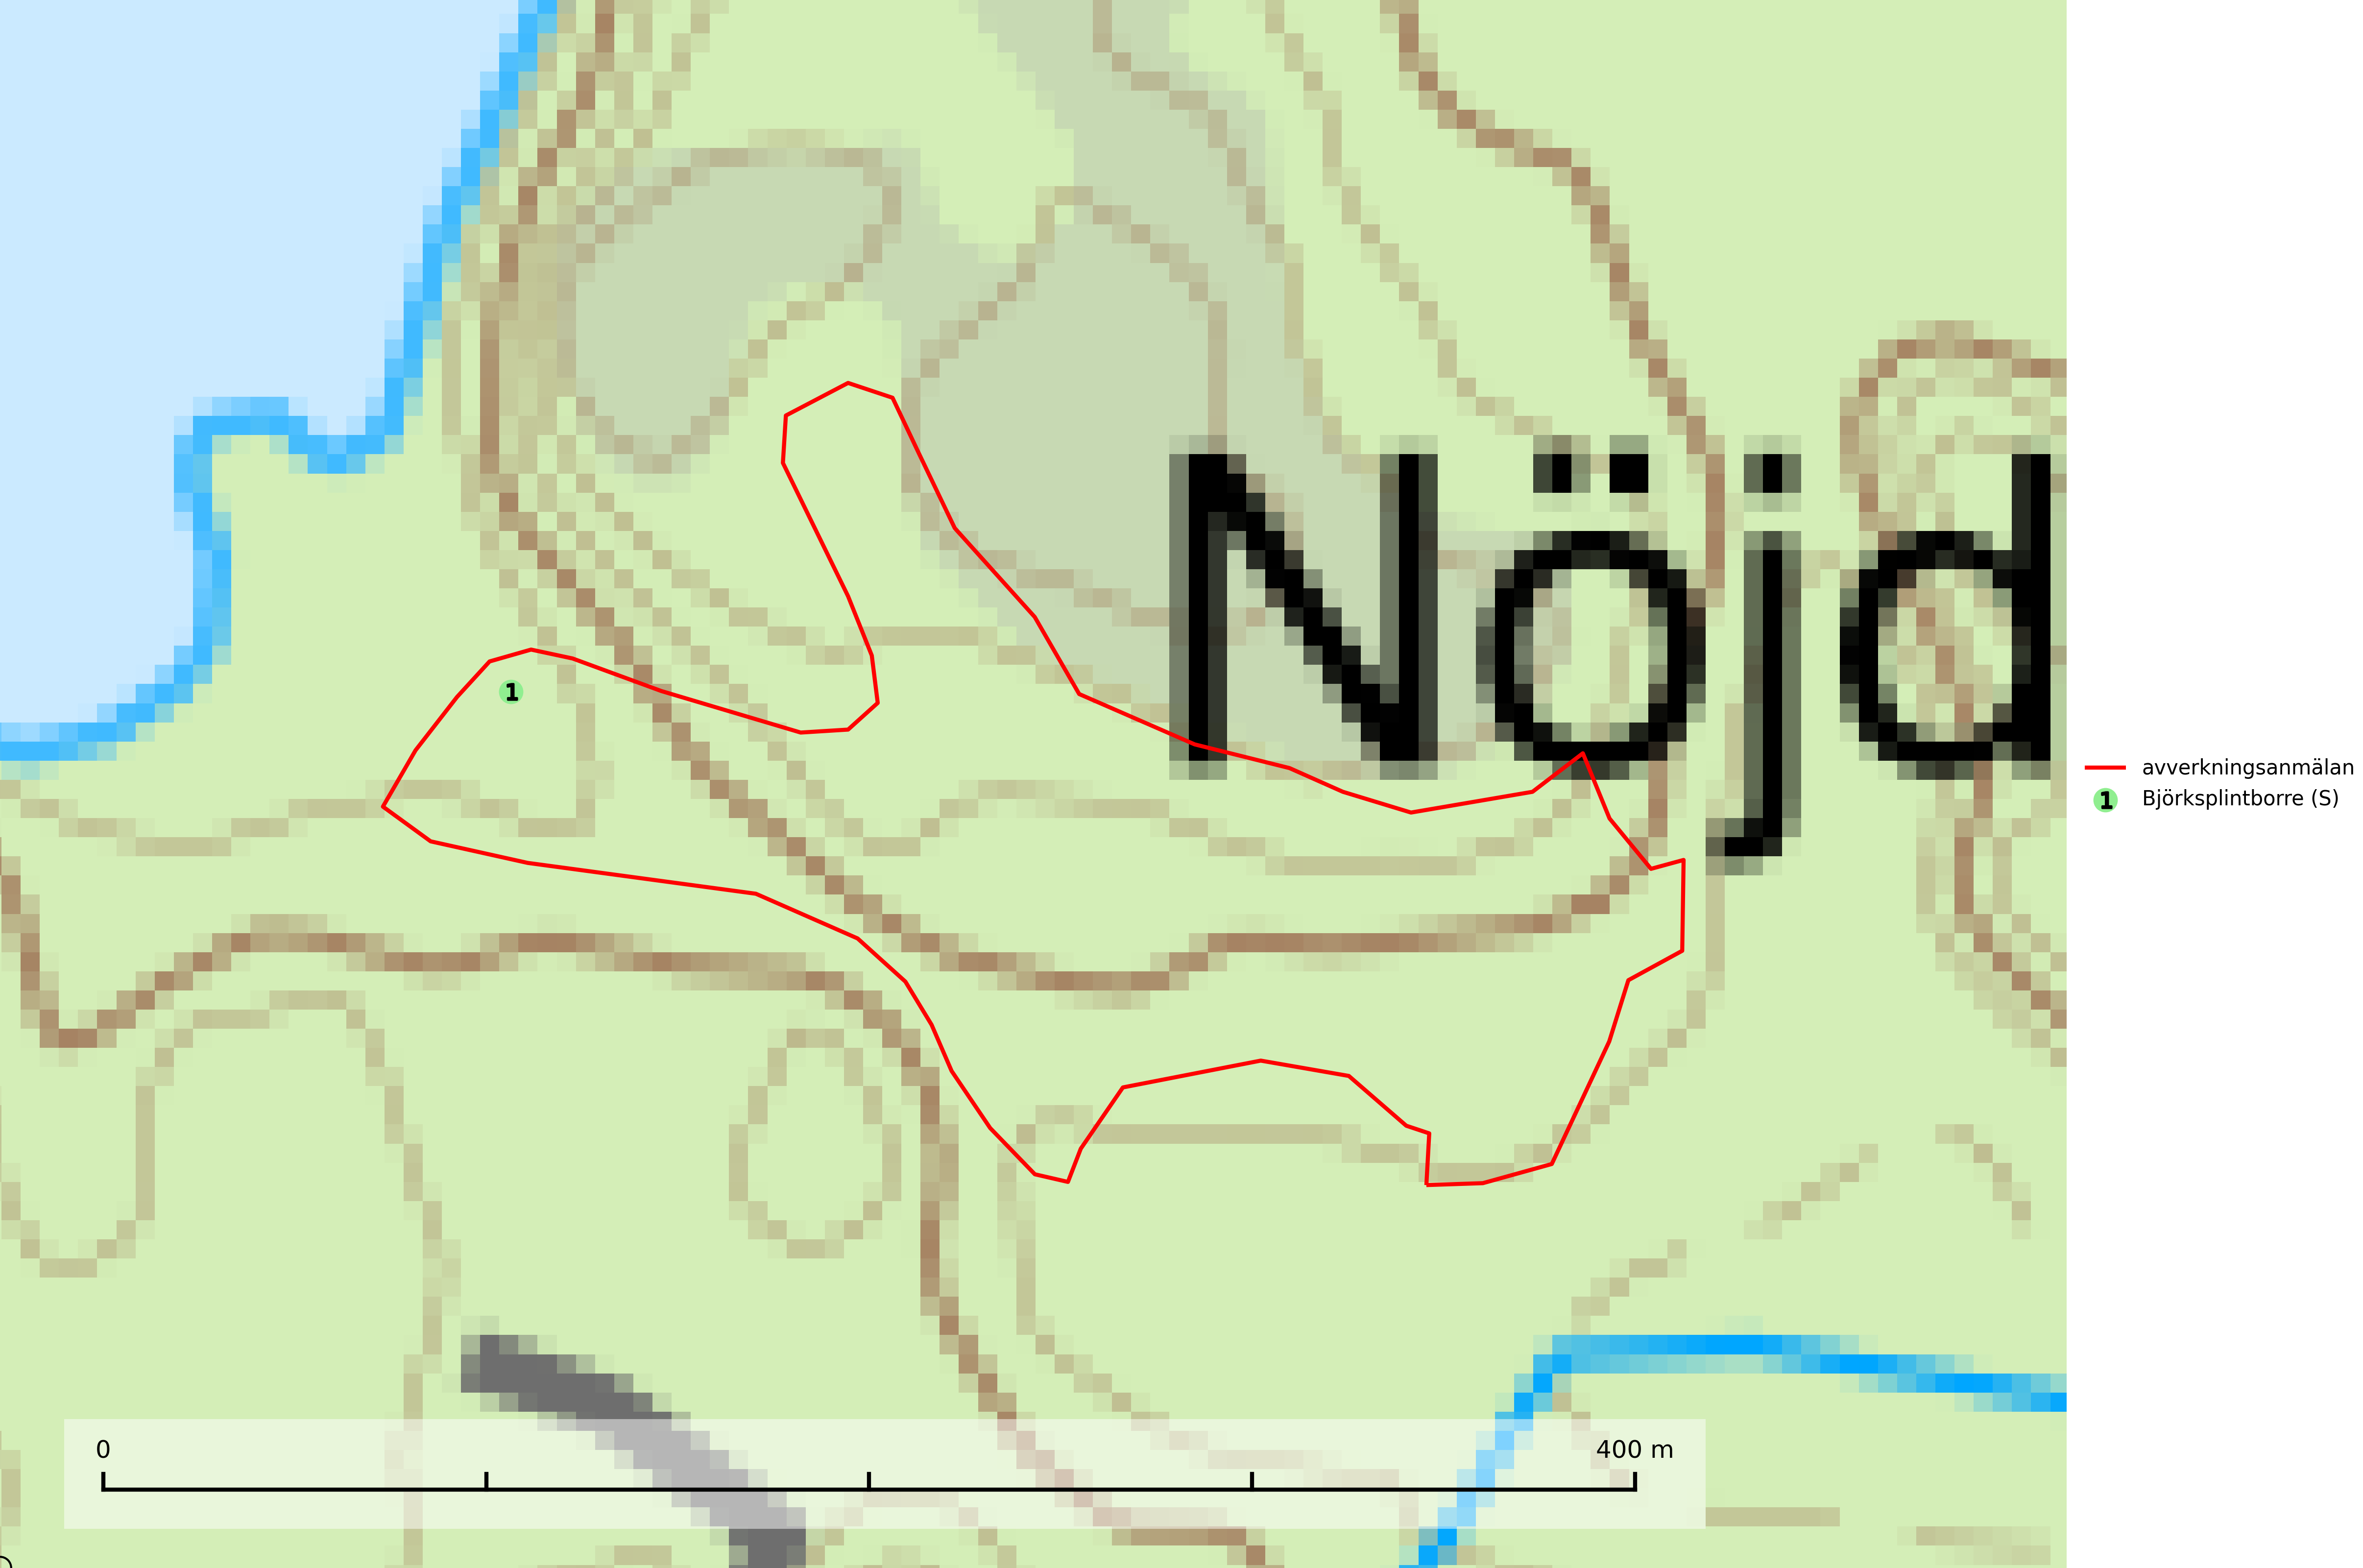 Nöjd
1
avverkningsanmälan
1 Björksplintborre (S)
0 400 m